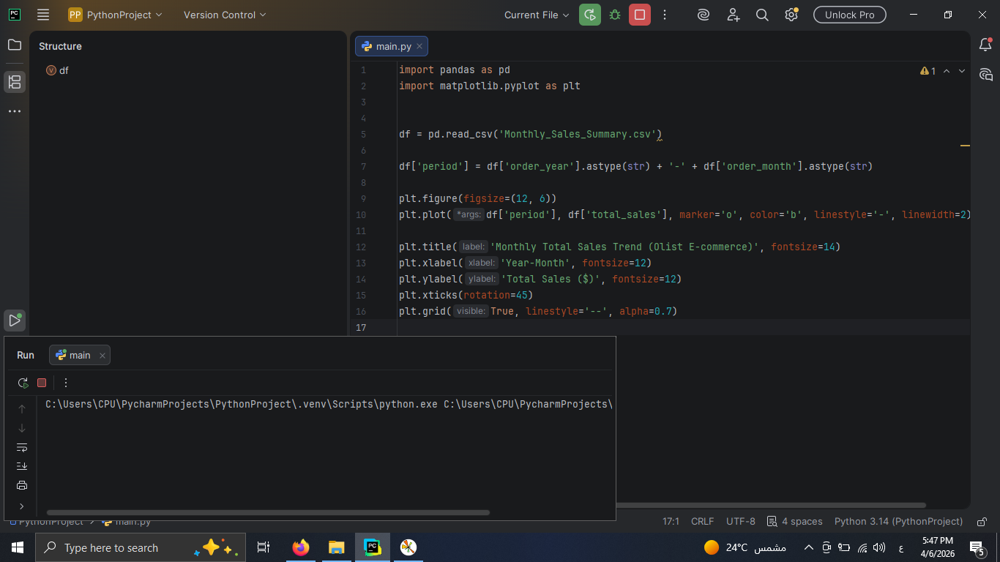 PP PythonProject Version Control Current File Unlock Pro
Structure
df
main.py
1 import pandas as pd
2 import matplotlib.pyplot as plt
3
4
5 df = pd.read_csv('Monthly_Sales_Summary.csv')
6
7 df['period'] = df['order_year'].astype(str) + '-' + df['order_month'].astype(str)
8
9 plt.figure(figsize=(12, 6))
10 plt.plot(*args: df['period'], df['total_sales'], marker='o', color='b', linestyle='-', linewidth=2)
11
12 plt.title(label: 'Monthly Total Sales Trend (Olist E-commerce)', fontsize=14)
13 plt.xlabel(xlabel: 'Year-Month', fontsize=12)
14 plt.ylabel(ylabel: 'Total Sales ($)', fontsize=12)
15 plt.xticks(rotation=45)
16 plt.grid(visible: True, linestyle='--', alpha=0.7)
17
1
Run main
C:\Users\CPU\PycharmProjects\PythonProject\.venv\Scripts\python.exe C:\Users\CPU\PycharmProjects\
PythonProject > main.py 17:1 CRLF UTF-8 4 spaces Python 3.14 (PythonProject)
Type here to search
24°C مشمس
ع
5:47 PM
4/6/2026
5